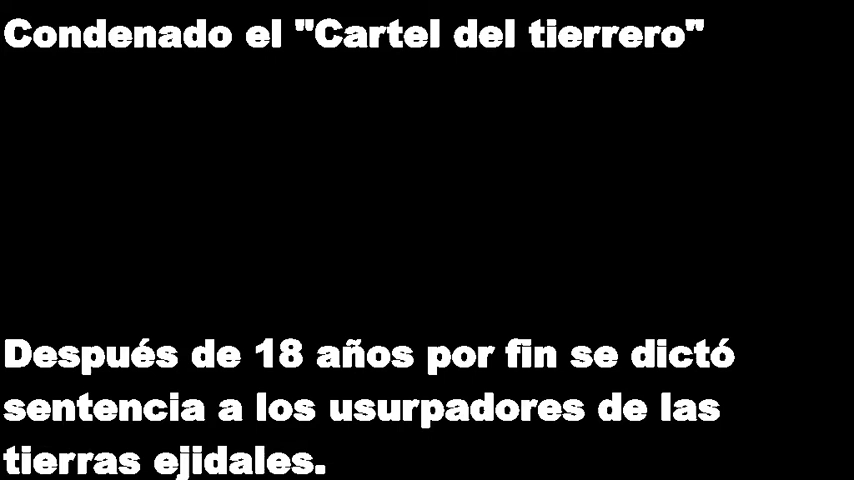 Condenado el "Cartel del tierrero"
Después de 18 años por fin se dictó
sentencia a los usurpadores de las
tierras ejidales.